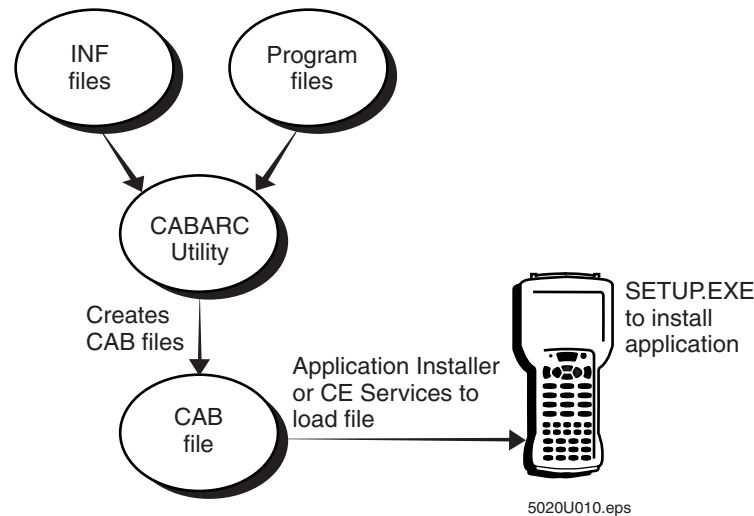 INF
files
Program
files
CABARC
Utility
Creates
CAB files
CAB
file
Application Installer
or CE Services to
load file
SETUP.EXE
to install
application
5020U010.eps